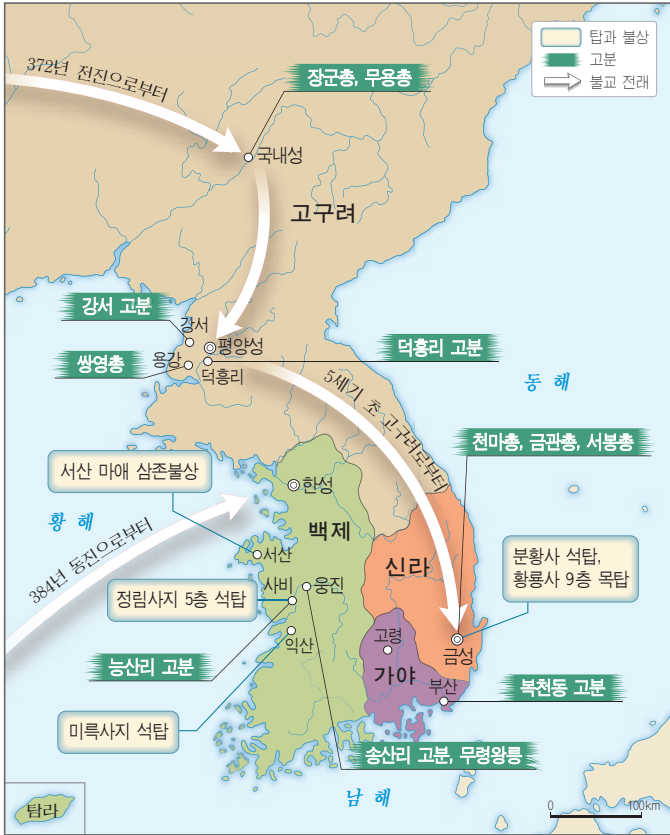 탑과 불상
고분
불교 전래
372년 전진으로부터
장군총, 무용총
국내성
고구려
강서 고분
강서
평양성
쌍영총
용강
덕흥리
덕흥리 고분
동해
5세기 초 고구려로부터
천마총, 금관총, 서봉총
서산 마애 삼존불상
한성
황해
백제
384년 동진으로부터
서산
신라
분황사 석탑,
황룡사 9층 목탑
사비
웅진
정림사지 5층 석탑
익산
고령
금성
능산리 고분
가야
부산
복천동 고분
미륵사지 석탑
송산리 고분, 무령왕릉
남해
탐라
0 100km